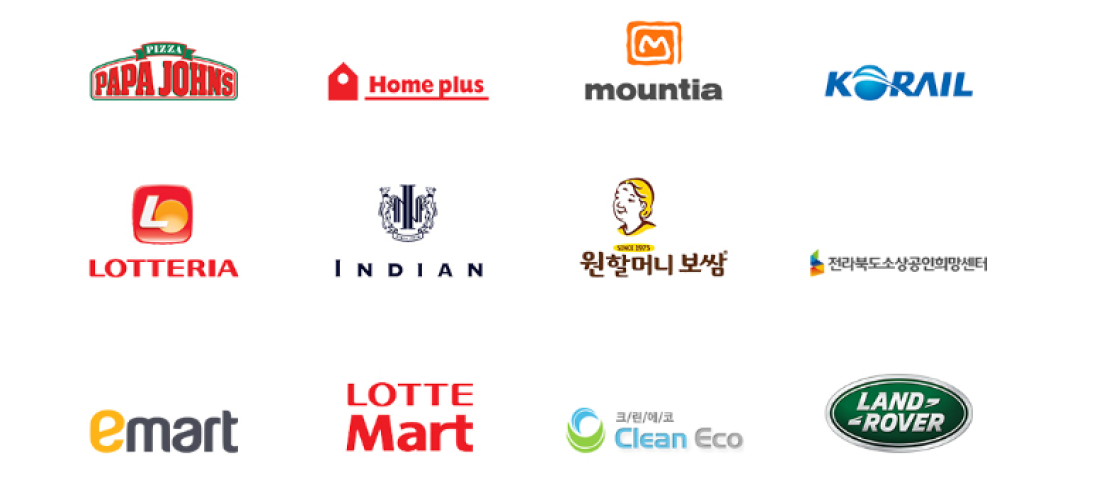 PIZZA
PAPA JOHNS
Home plus
mountia
KORAIL
LOTTERIA
INDIAN
SINCE 1975
원할머니 보쌈
전라북도소상공인희망센터
emart
LOTTE
Mart
크/린/에/코
Clean Eco
LAND-
ROVER